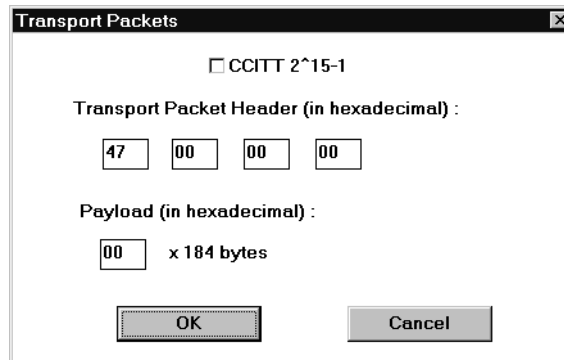 Transport Packets
CCITT 2^15-1
Transport Packet Header (in hexadecimal) :
47 00 00 00
Payload (in hexadecimal) :
00 x 184 bytes
OK Cancel